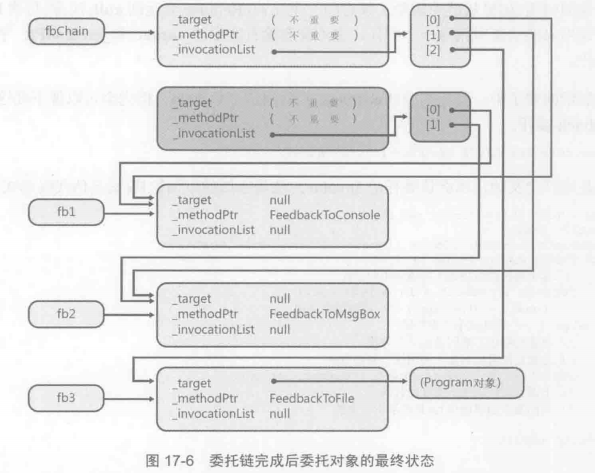 fbChain
_target ( 不 重 要 )
_methodPtr ( 不 重 要 )
_invocationList
[0]
[1]
[2]
_target ( 不 重 要 )
_methodPtr ( 不 重 要 )
_invocationList
[0]
[1]
fb1
_target null
_methodPtr FeedbackToConsole
_invocationList null
fb2
_target null
_methodPtr FeedbackToMsgBox
_invocationList null
fb3
_target
_methodPtr FeedbackToFile
_invocationList null
(Program对象)
图 17-6 委托链完成后委托对象的最终状态